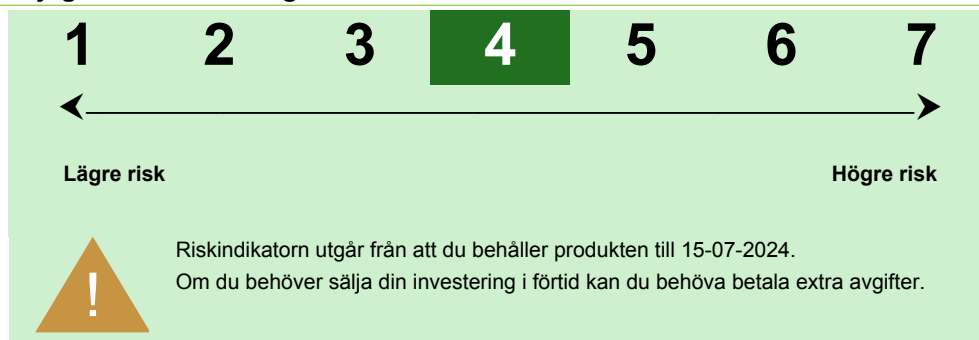 1 2 3 4 5 6 7
Lägre risk Högre risk
!
Riskindikatorn utgår från att du behåller produkten till 15-07-2024.
Om du behöver sälja din investering i förtid kan du behöva betala extra avgifter.